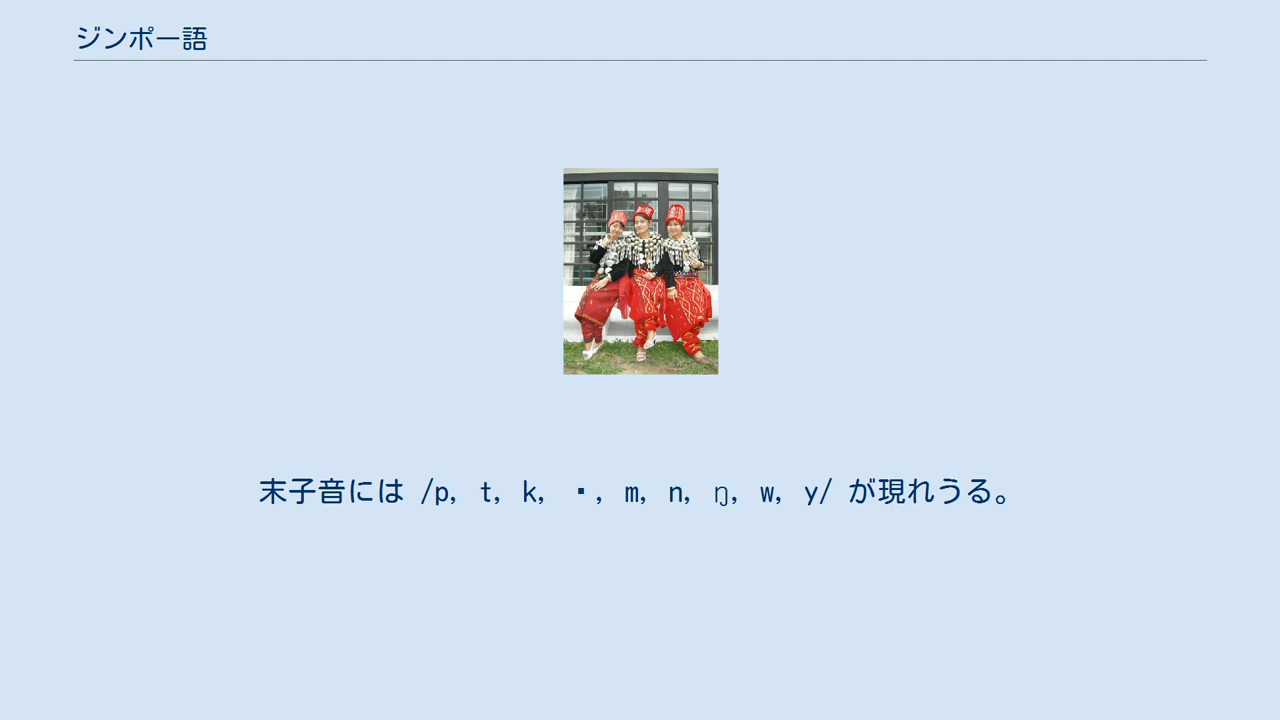 ジンポー語
末子音には /p, t, k, ▪, m, n, ŋ, w, y/ が現れうる。